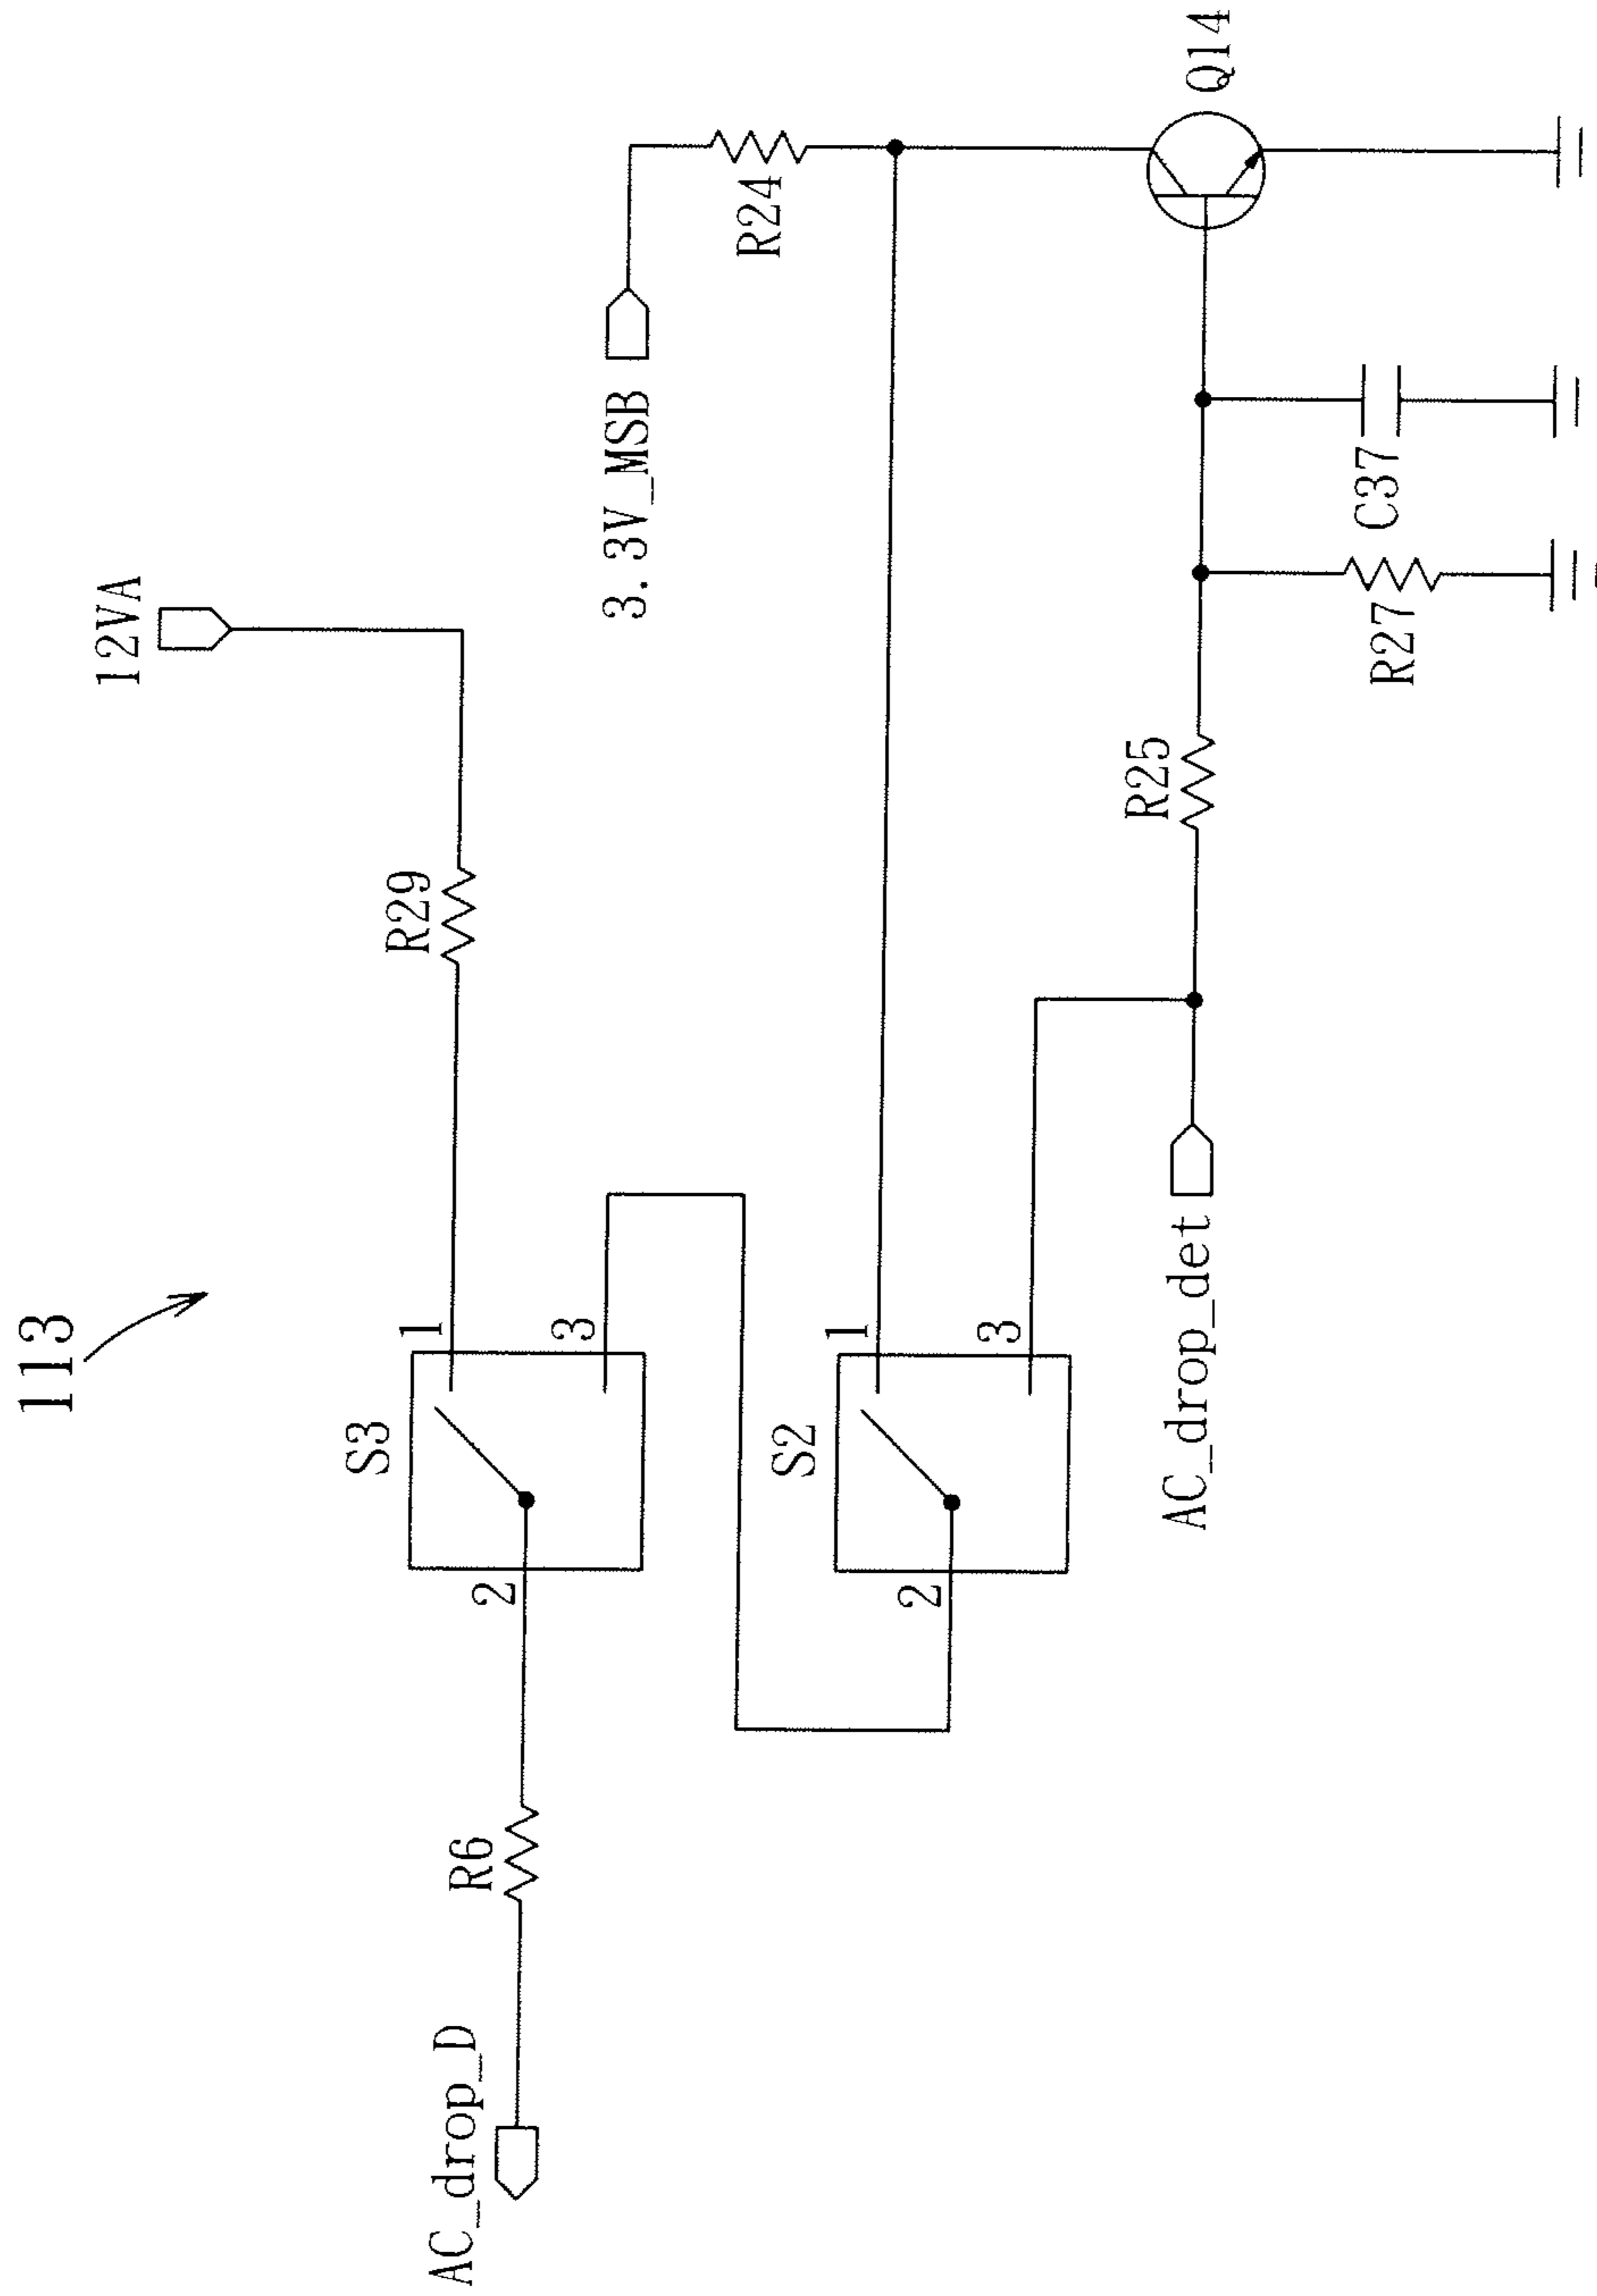 113
12VA
R29
S3
1
3
2
R6
AC_drop_D
3.3V_MSB
R24
S2
1
3
2
Q14
R25
AC_drop_det
R27
C37